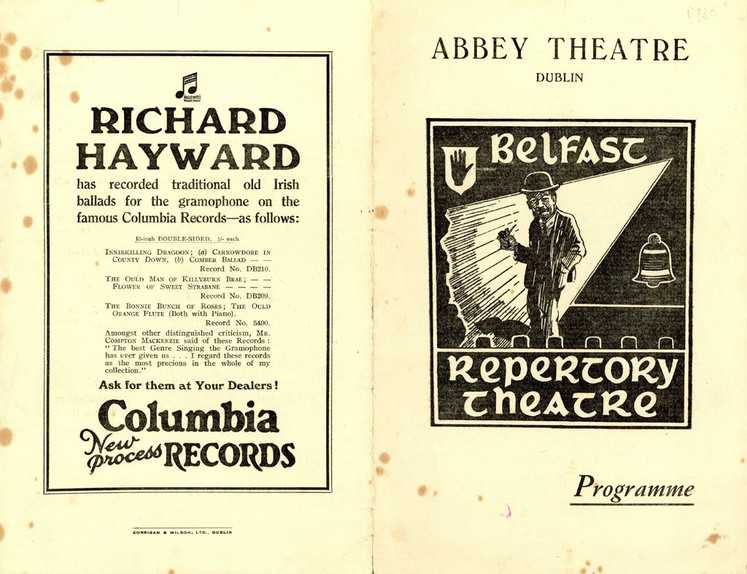 RICHARD
HAYWARD
has recorded traditional old Irish
ballads for the gramophone on the
famous Columbia Records—as follows:
10-inch DOUBLE-SIDED, 3/- each
INNISKILLING DRAGOON; (a) CARROWDORE IN
COUNTY DOWN, (b) COMBER BALLAD — —
Record No. DB210.
THE OULD MAN OF KILLYBURN BRAE; — —
FLOWER OF SWEET STRABANE — — — —
Record No. DB209.
THE BONNIE BUNCH OF ROSES; THE OULD
ORANGE FLUTE (Both with Piano).
Record No. 5490.
Amongst other distinguished criticism, MR.
COMPTON MACKENZIE said of these Records:
"The best Genre Singing the Gramophone
has ever given us . . . I regard these records
as the most precious in the whole of my
collection."
Ask for them at Your Dealers!
Columbia
New
process RECORDS
CORRIGAN & WILSON, LTD., DUBLIN
ABBEY THEATRE
DUBLIN
Belfast
Repertory
Theatre
Programme